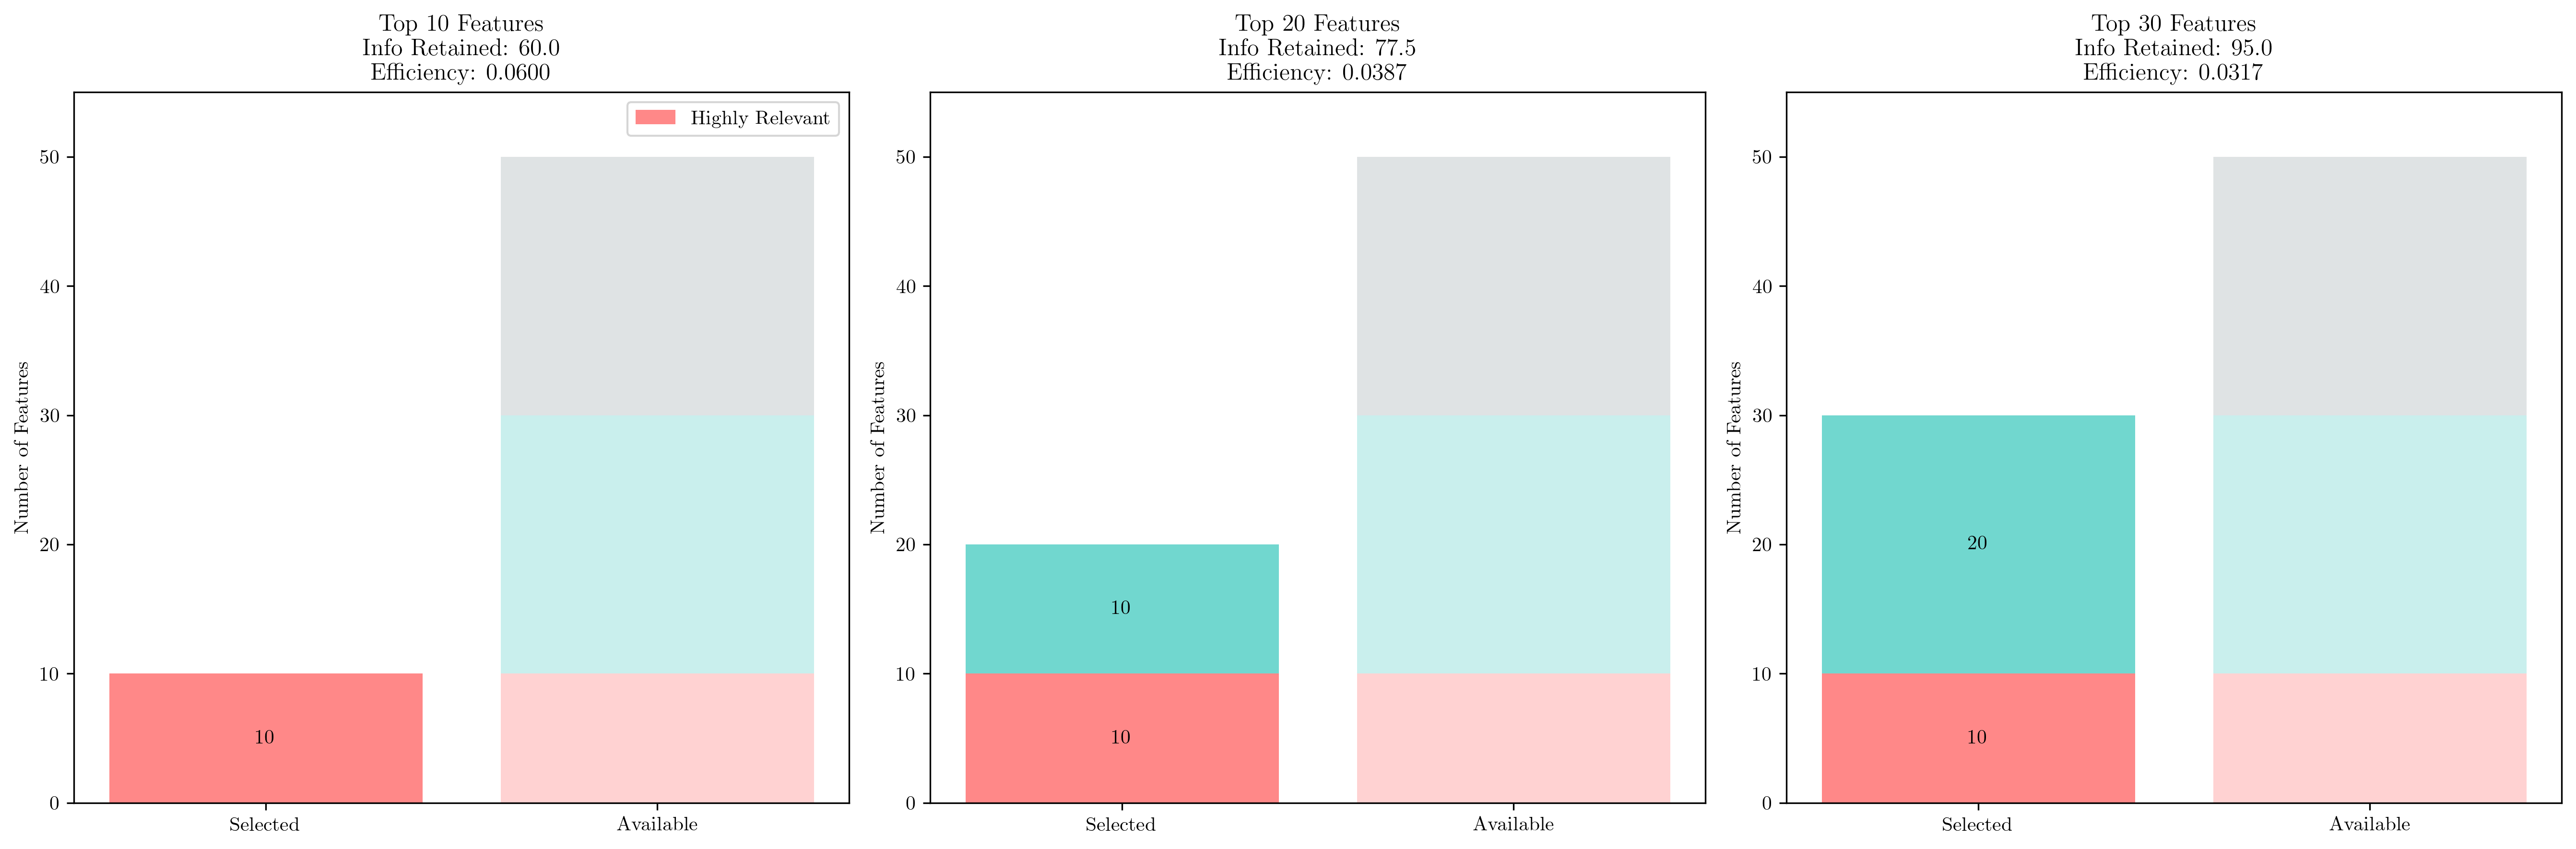 Top 10 Features
Info Retained: 60.0
Efficiency: 0.0600
Highly Relevant
Number of Features
50
40
30
20
10
0
10
Selected
Available
Top 20 Features
Info Retained: 77.5
Efficiency: 0.0387
Number of Features
50
40
30
20
10
0
10
10
Selected
Available
Top 30 Features
Info Retained: 95.0
Efficiency: 0.0317
Number of Features
50
40
30
20
10
0
20
10
Selected
Available